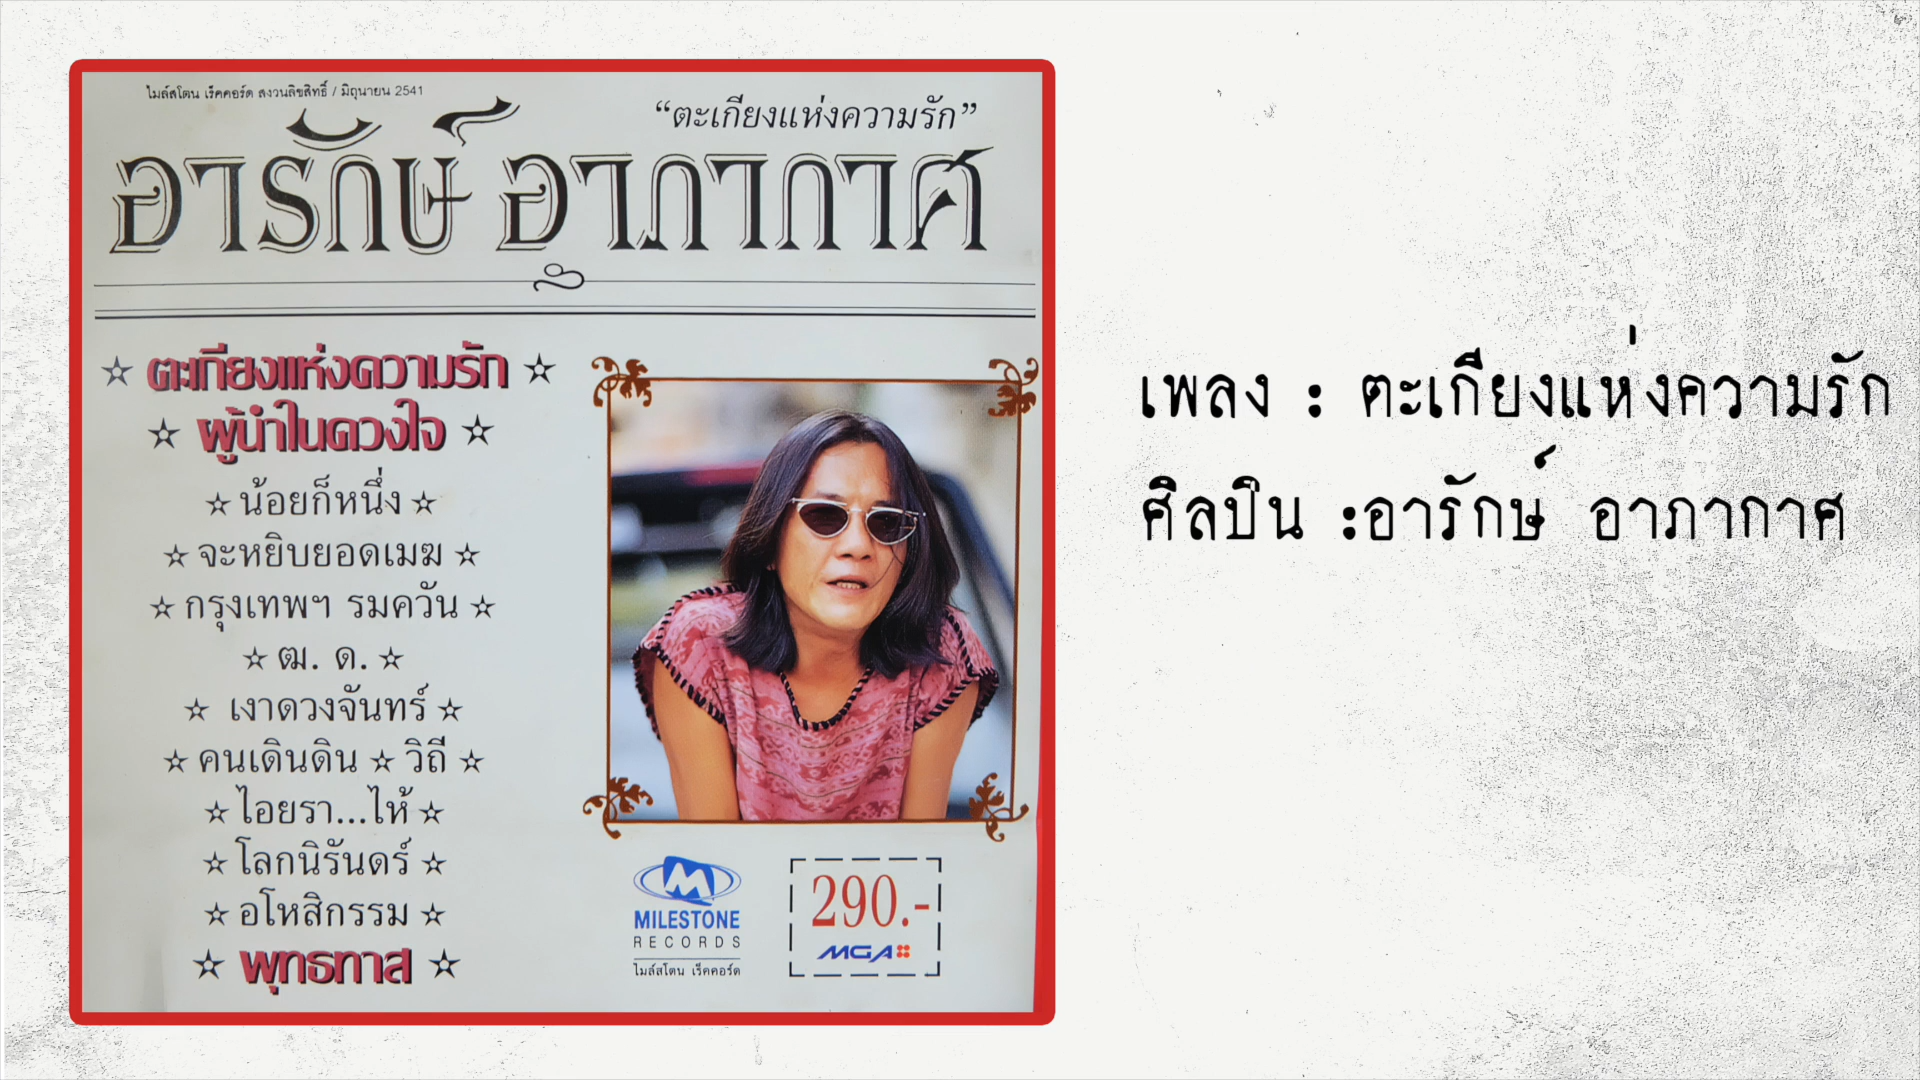 ไมล์สโตน เร็คคอร์ด สงวนลิขสิทธิ์ / มิถุนายน 2541
“ตะเกียงแห่งความรัก”
อารักษ์ อาภากาศ
☆ ตะเกียงแห่งความรัก ☆
☆ ผู้นำในดวงใจ ☆
☆ น้อยก็หนึ่ง ☆
☆ จะหยิบยอดเมฆ ☆
☆ กรุงเทพฯ รมควัน ☆
☆ ฒ. ด. ☆
☆ เงาดวงจันทร์ ☆
☆ คนเดินดิน ☆ วิถี ☆
☆ ไอยรา...ไห้ ☆
☆ โลกนิรันดร์ ☆
☆ อโหสิกรรม ☆
☆ พุทธทาส ☆
MILESTONE
RECORDS
ไมล์สโตน เร็คคอร์ด
290.-
MGA
เพลง : ตะเกียงแห่งความรัก
ศิลปิน :อารักษ์ อาภากาศ